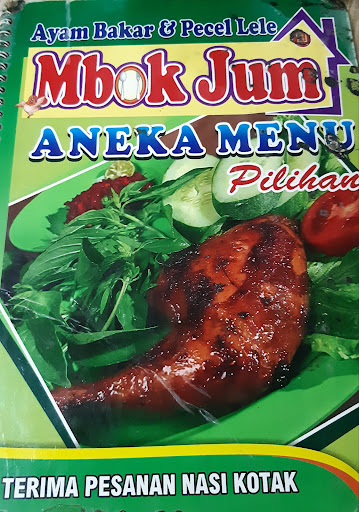 Ayam Bakar & Pecel Lele
Mbok Jum
ANEKA MENU
Pilihan
TERIMA PESANAN NASI KOTAK